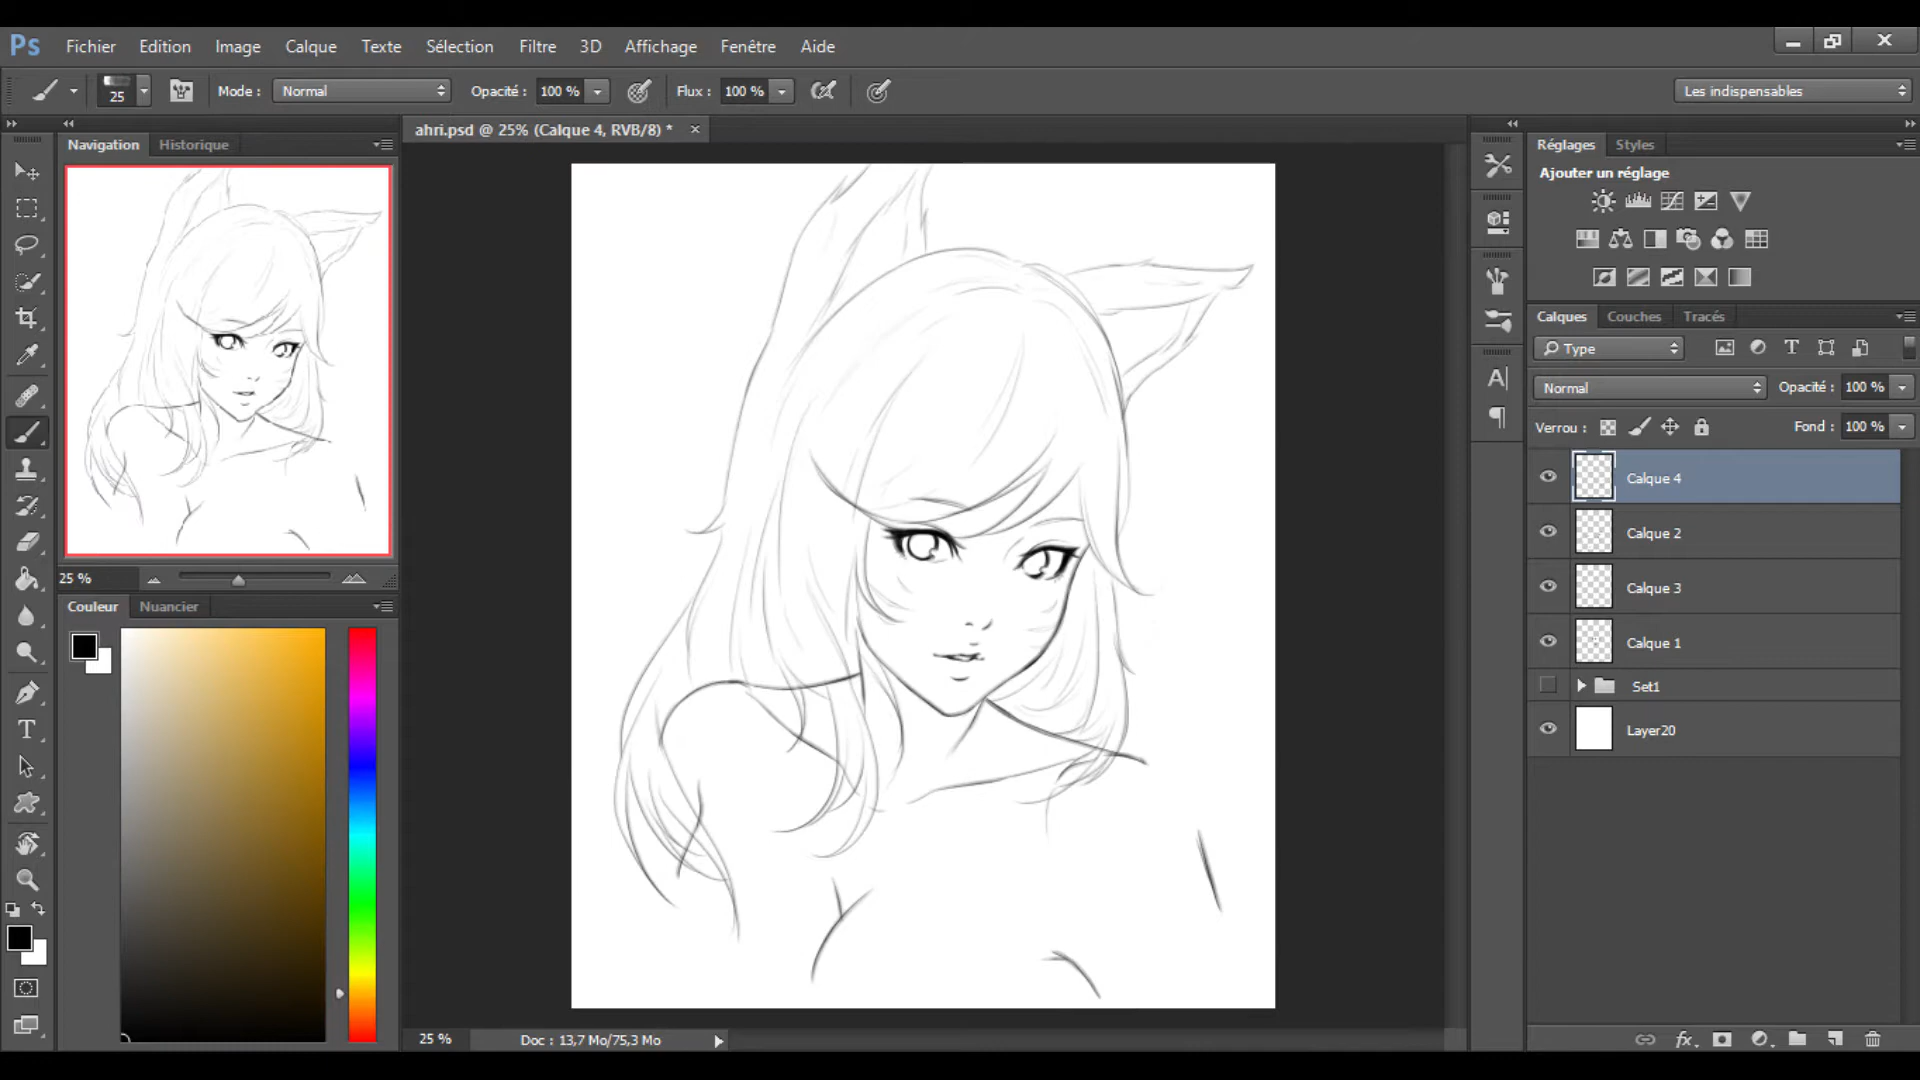 Ps Fichier Edition Image Calque Texte Sélection Filtre 3D Affichage Fenêtre Aide
25 Mode : Normal Opacité : 100 % Flux : 100 % Les indispensables
ahri.psd @ 25% (Calque 4, RVB/8) *
Navigation Historique
25 %
Couleur Nuancier
25 % Doc : 13,7 Mo/75,3 Mo
Réglages Styles
Ajouter un réglage
Calques Couches Tracés
Type
Normal Opacité : 100 %
Verrou : Fond : 100 %
Calque 4
Calque 2
Calque 3
Calque 1
Set1
Layer20